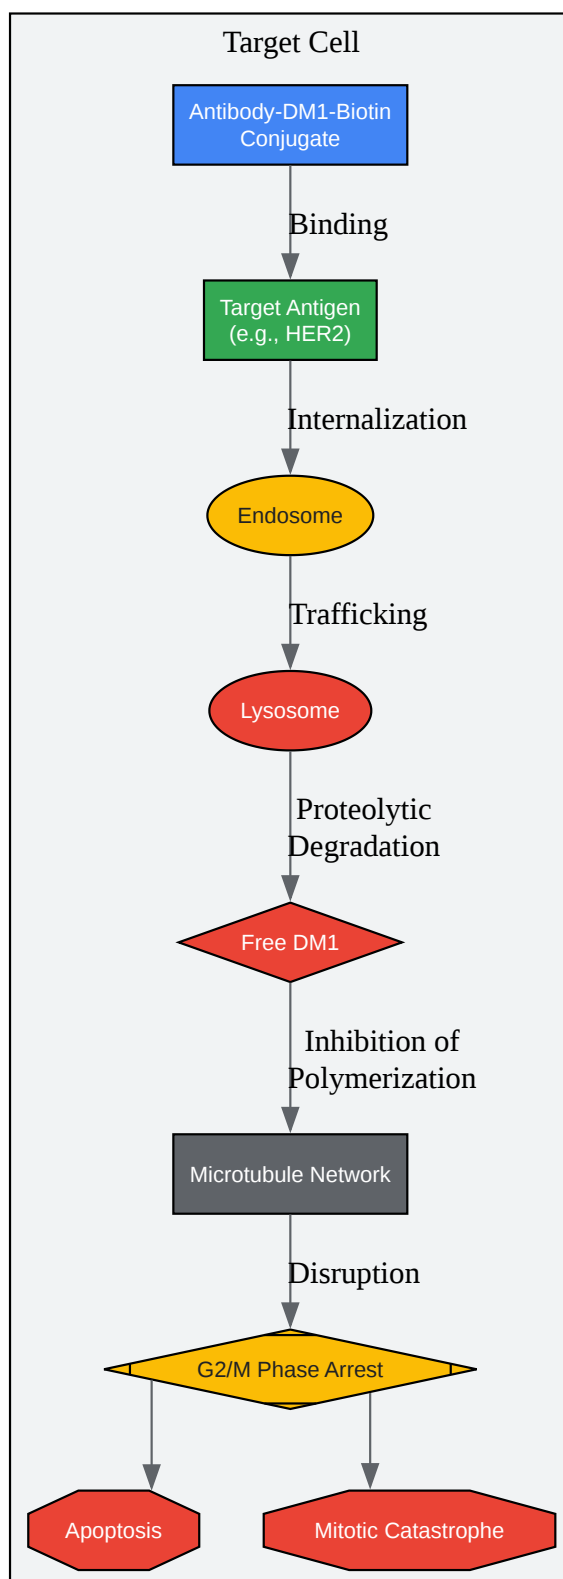 Target Cell
Antibody-DM1-Biotin
Conjugate
Binding
Target Antigen
(e.g., HER2)
Internalization
Endosome
Trafficking
Lysosome
Proteolytic
Degradation
Free DM1
Inhibition of
Polymerization
Microtubule Network
Disruption
G2/M Phase Arrest
Apoptosis
Mitotic Catastrophe